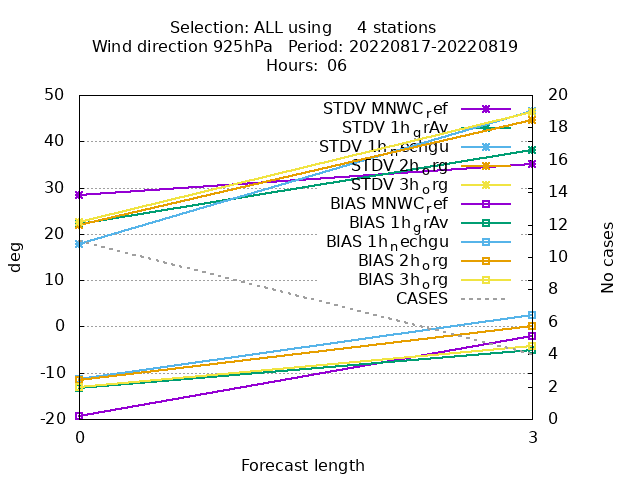 Selection: ALL using 4 stations
Wind direction 925hPa Period: 20220817-20220819
Hours: 06
50
40
30
20
10
0
-10
-20
20
18
16
14
12
10
8
6
4
2
0
deg
No cases
STDV MNWC_ref
STDV 1h_grAv
STDV 1h_nechgu
STDV 2h_org
STDV 3h_org
BIAS MNWC_ref
BIAS 1h_grAv
BIAS 1h_nechgu
BIAS 2h_org
BIAS 3h_org
CASES
0 3
Forecast length